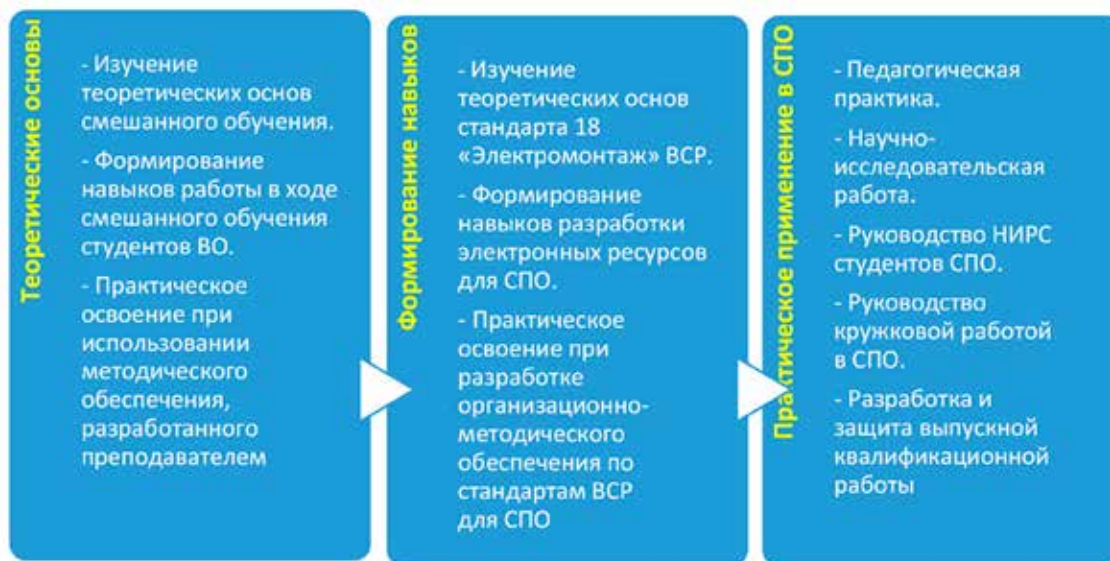 Теоретические основы
- Изучение
теоретических основ
смешанного обучения.
- Формирование
навыков работы в ходе
смешанного обучения
студентов ВО.
- Практическое
освоение при
использовании
методического
обеспечения,
разработанного
преподавателем
Формирование навыков
- Изучение
теоретических основ
стандарта 18
«Электромонтаж» ВСР.
- Формирование
навыков разработки
электронных ресурсов
для СПО.
- Практическое
освоение при
разработке
организационно-
методического
обеспечения по
стандартам ВСР
для СПО
Практическое применение в СПО
- Педагогическая
практика.
- Научно-
исследовательская
работа.
- Руководство НИРС
студентов СПО.
- Руководство
кружковой работой
в СПО.
- Разработка и
защита выпускной
квалификационной
работы